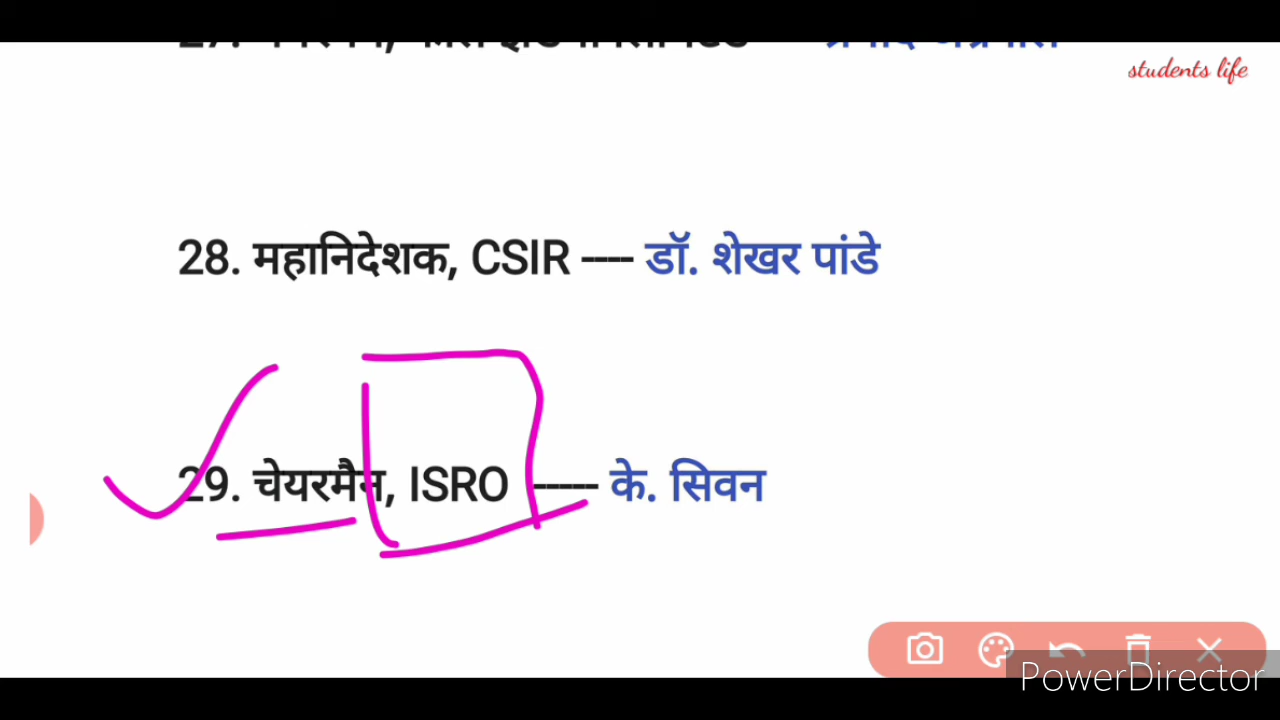 students life
28. महानिदेशक, CSIR ---- डॉ. शेखर पांडे
29. चेयरमैन, ISRO ----- के. सिवन
PowerDirector